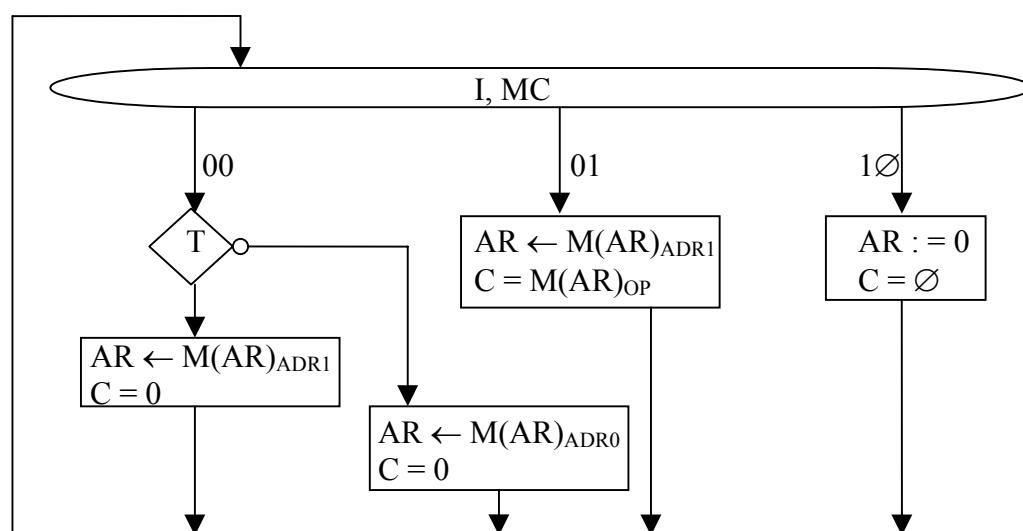 I, MC
00
01
1∅
T
AR ← M(AR)ADR1
C = M(AR)OP
AR : = 0
C = ∅
AR ← M(AR)ADR1
C = 0
AR ← M(AR)ADR0
C = 0